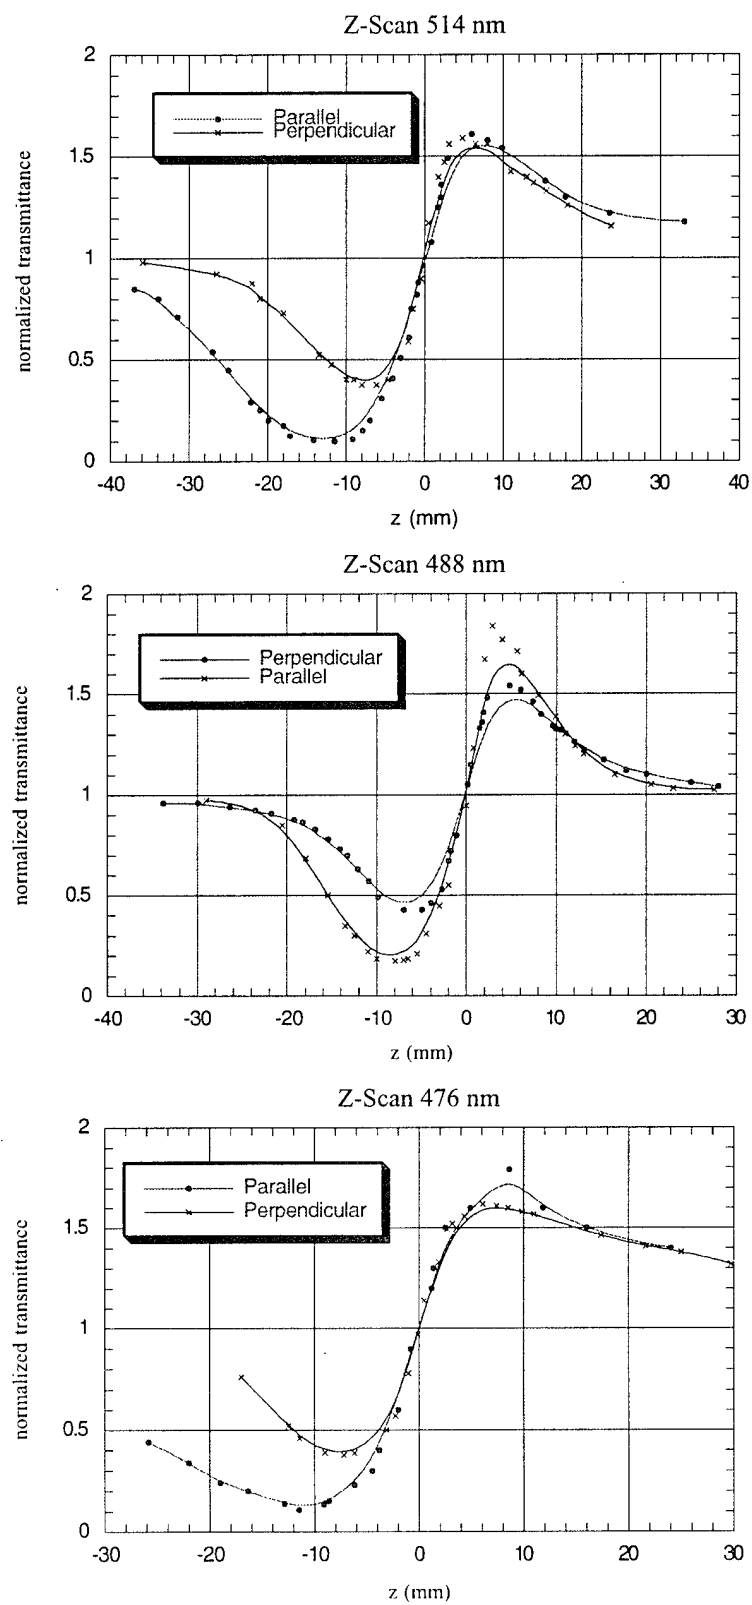 Z-Scan 514 nm
2
1.5
1
0.5
0
normalized transmittance
Parallel
Perpendicular
-40 -30 -20 -10 0 10 20 30 40
z (mm)
Z-Scan 488 nm
2
1.5
1
0.5
0
normalized transmittance
Perpendicular
Parallel
-40 -30 -20 -10 0 10 20 30
z (mm)
Z-Scan 476 nm
2
1.5
1
0.5
0
normalized transmittance
Parallel
Perpendicular
-30 -20 -10 0 10 20 30
z (mm)